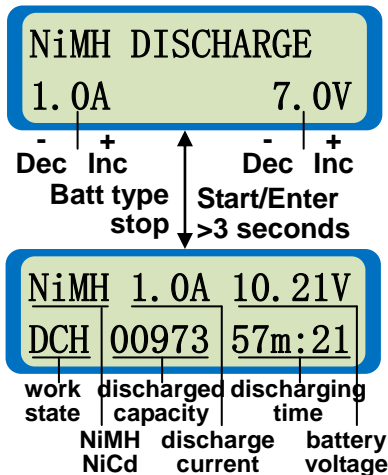 NiMH DISCHARGE
1.0A 7.0V
- + - +
Dec Inc Dec Inc
Batt type Start/Enter
stop >3 seconds
NiMH 1.0A 10.21V
DCH 00973 57m:21
work discharged discharging
state capacity time
NiMH discharge battery
NiCd current voltage